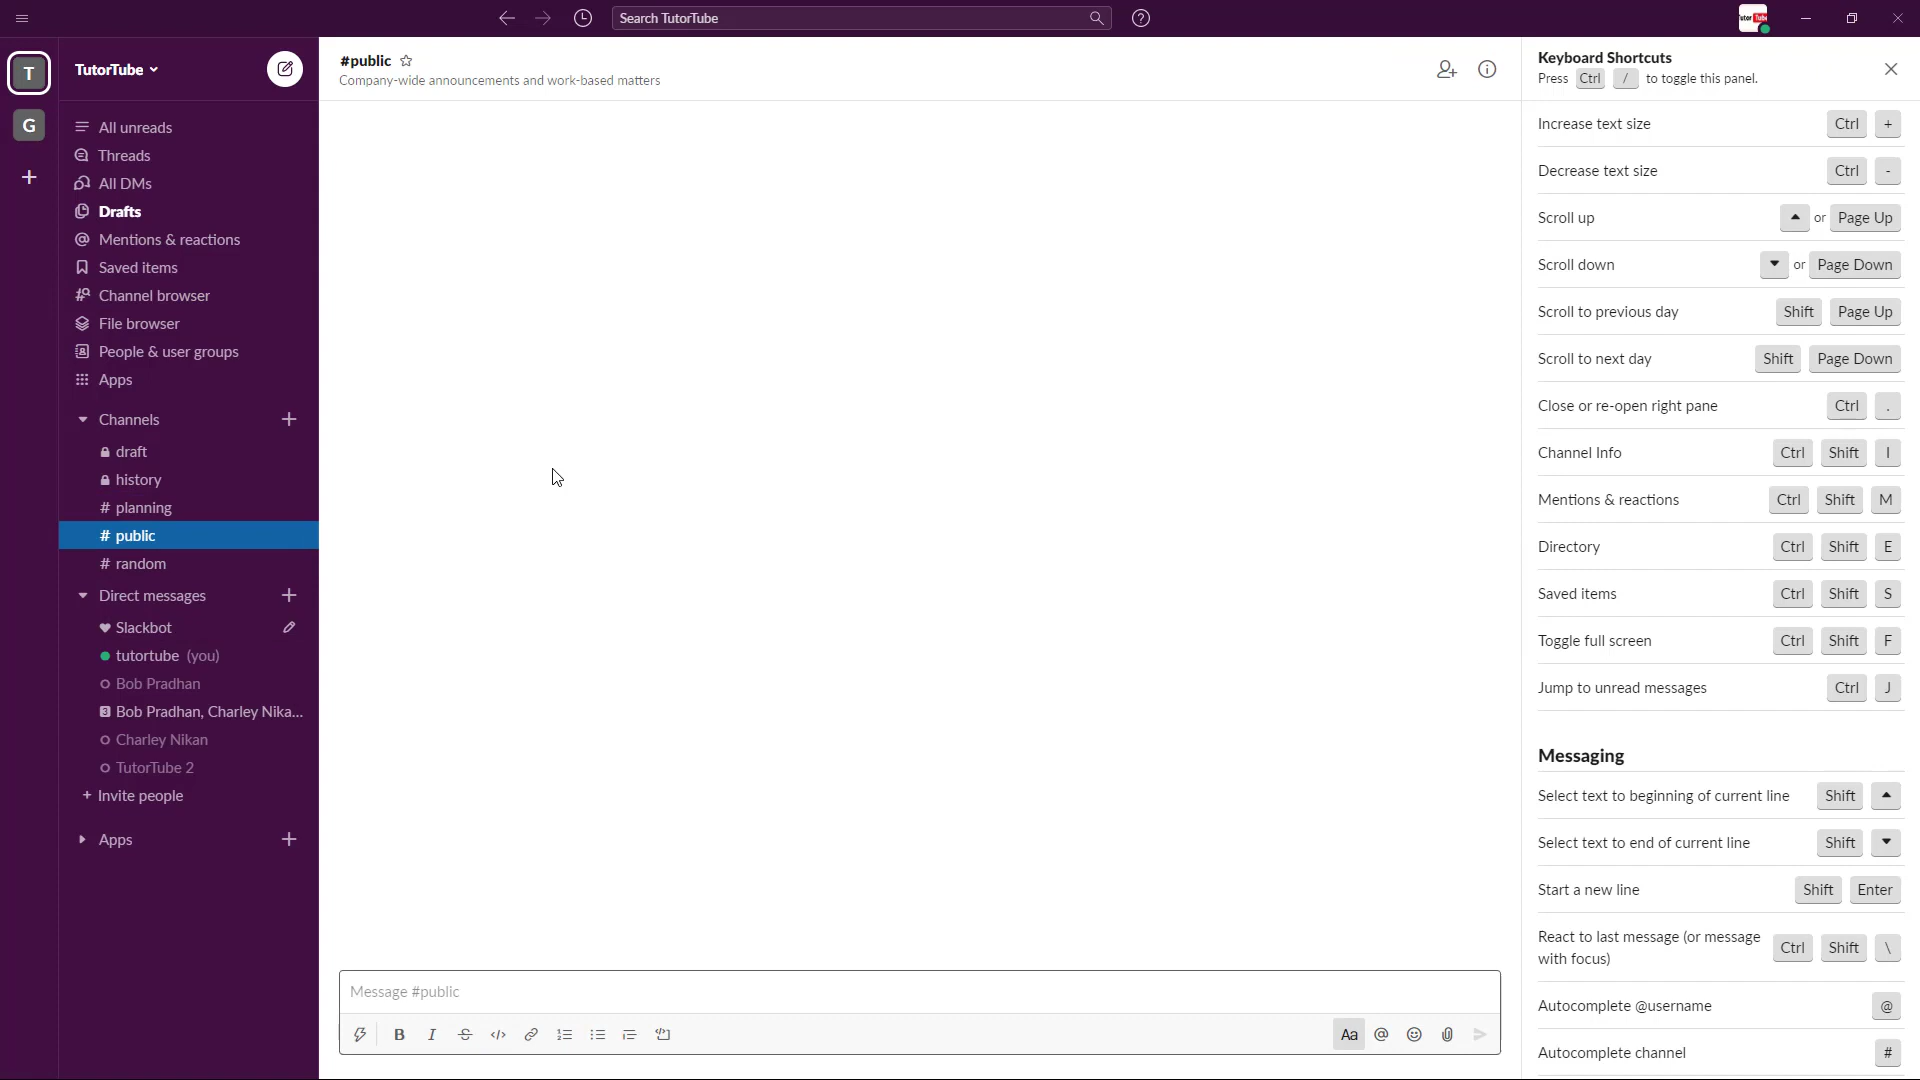 Search TutorTube
T
G
TutorTube
All unreads
Threads
All DMs
Drafts
Mentions & reactions
Saved items
Channel browser
File browser
People & user groups
Apps
Channels
draft
history
# planning
# public
# random
Direct messages
Slackbot
tutortube (you)
Bob Pradhan
3 Bob Pradhan, Charley Nika...
Charley Nikan
TutorTube 2
+ Invite people
Apps
#public
Company-wide announcements and work-based matters
Message #public
B I S Aa @
Keyboard Shortcuts
Press Ctrl / to toggle this panel.
Increase text size Ctrl +
Decrease text size Ctrl -
Scroll up or Page Up
Scroll down or Page Down
Scroll to previous day Shift Page Up
Scroll to next day Shift Page Down
Close or re-open right pane Ctrl .
Channel Info Ctrl Shift I
Mentions & reactions Ctrl Shift M
Directory Ctrl Shift E
Saved items Ctrl Shift S
Toggle full screen Ctrl Shift F
Jump to unread messages Ctrl J
Messaging
Select text to beginning of current line Shift
Select text to end of current line Shift
Start a new line Shift Enter
React to last message (or message
with focus) Ctrl Shift \
Autocomplete @username @
Autocomplete channel #